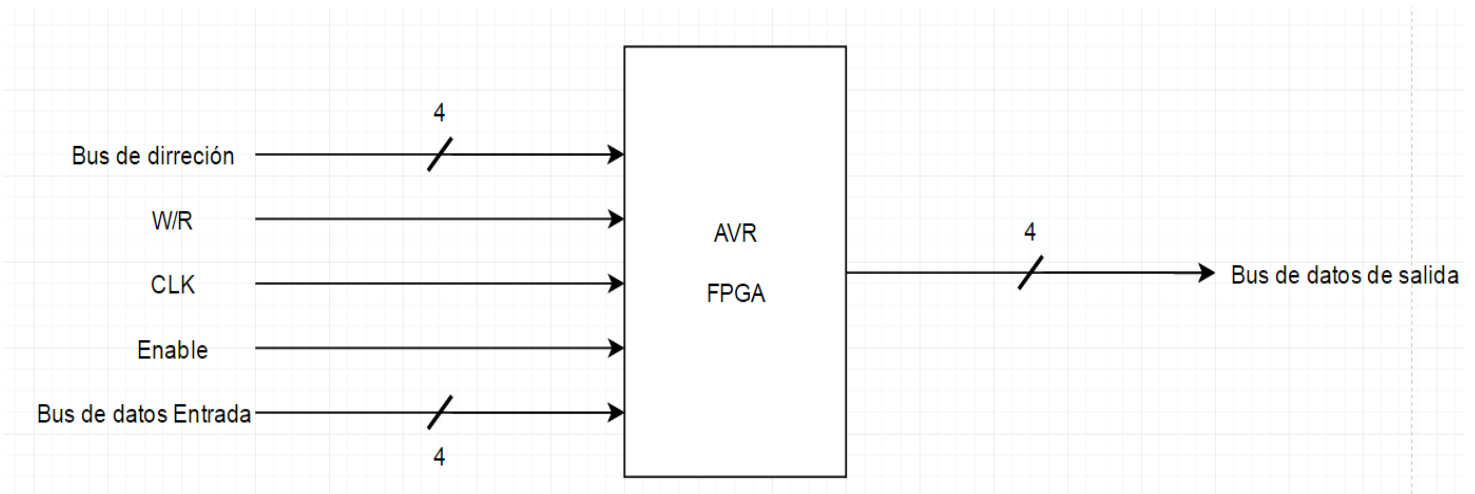 4
Bus de dirreción
W/R
CLK
Enable
Bus de datos Entrada
4
AVR
FPGA
4
Bus de datos de salida